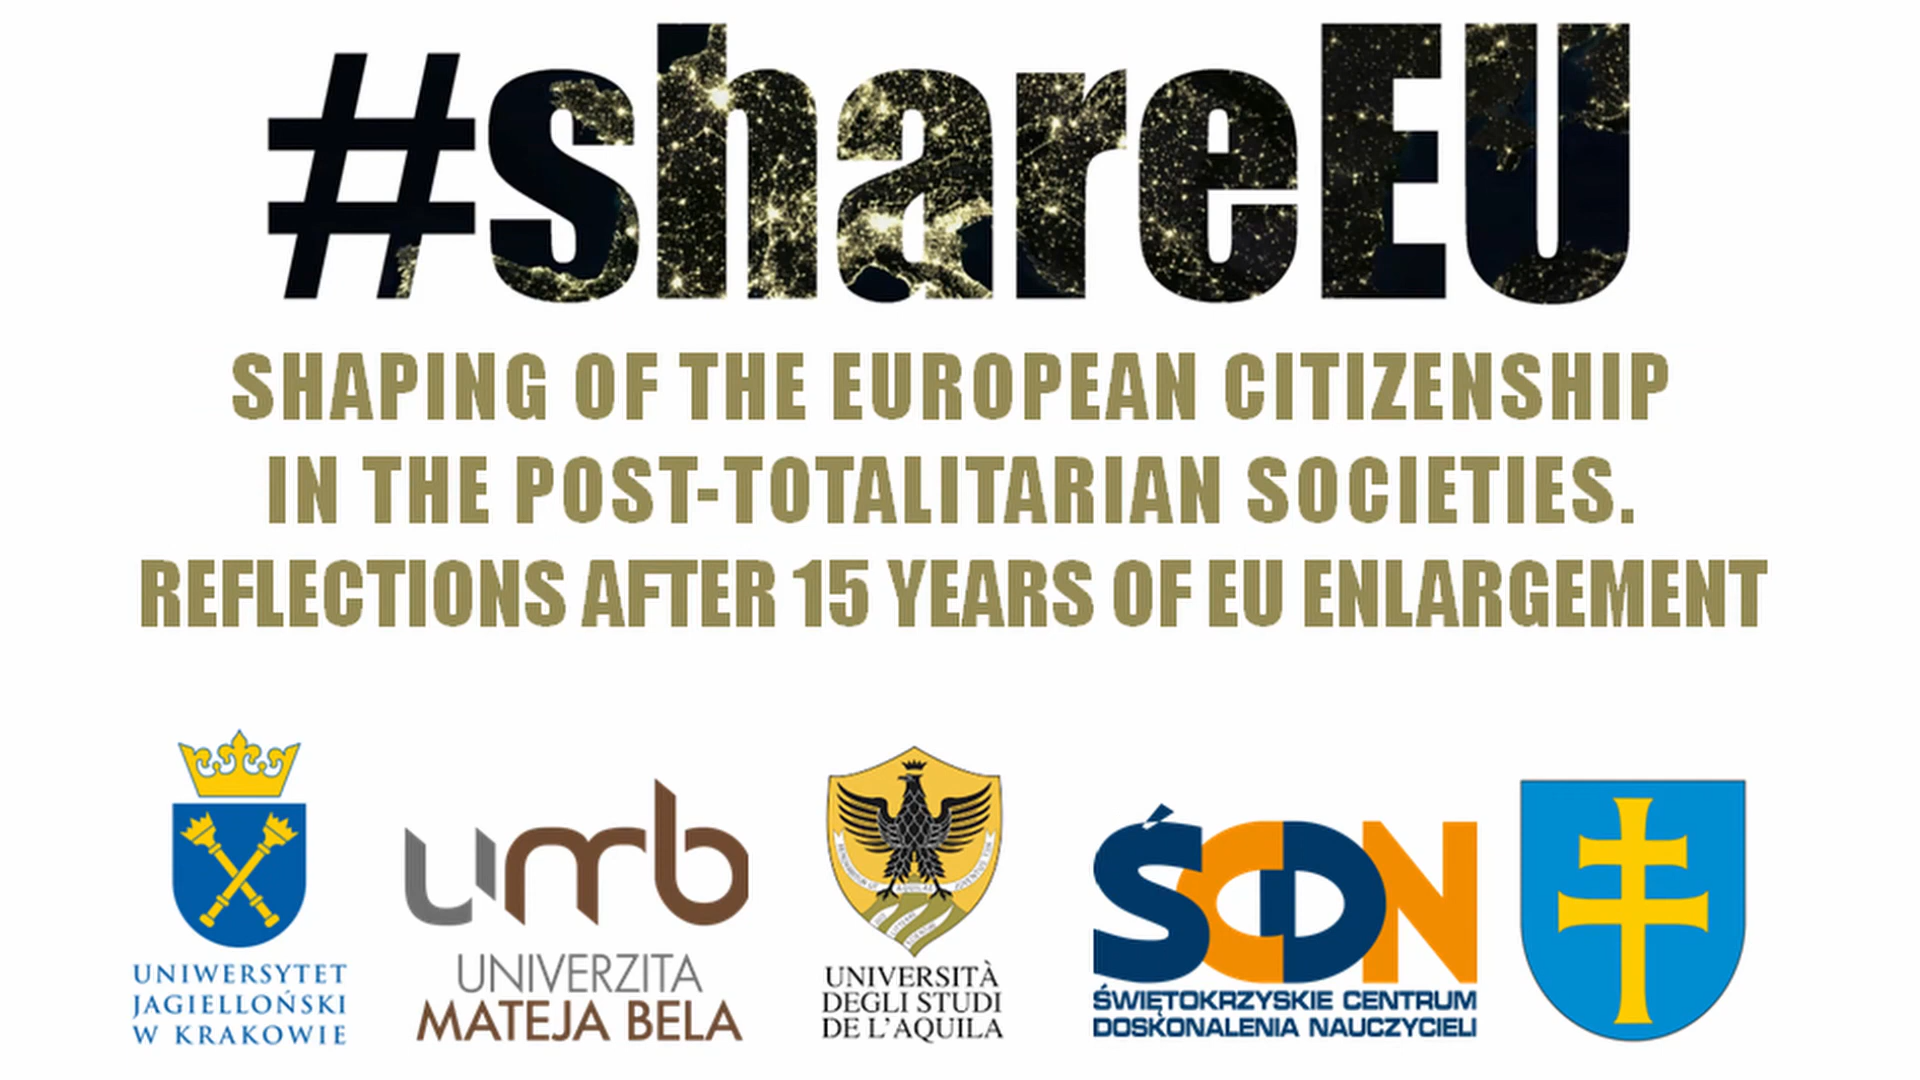 #shareEU
SHAPING OF THE EUROPEAN CITIZENSHIP
IN THE POST-TOTALITARIAN SOCIETIES.
REFLECTIONS AFTER 15 YEARS OF EU ENLARGEMENT
UNIWERSYTET
JAGIELLOŃSKI
W KRAKOWIE
umb
UNIVERZITA
MATEJA BELA
UNIVERSITÀ
DEGLI STUDI
DE L'AQUILA
ŚCDN
ŚWIĘTOKRZYSKIE CENTRUM
DOSKONALENIA NAUCZYCIELI